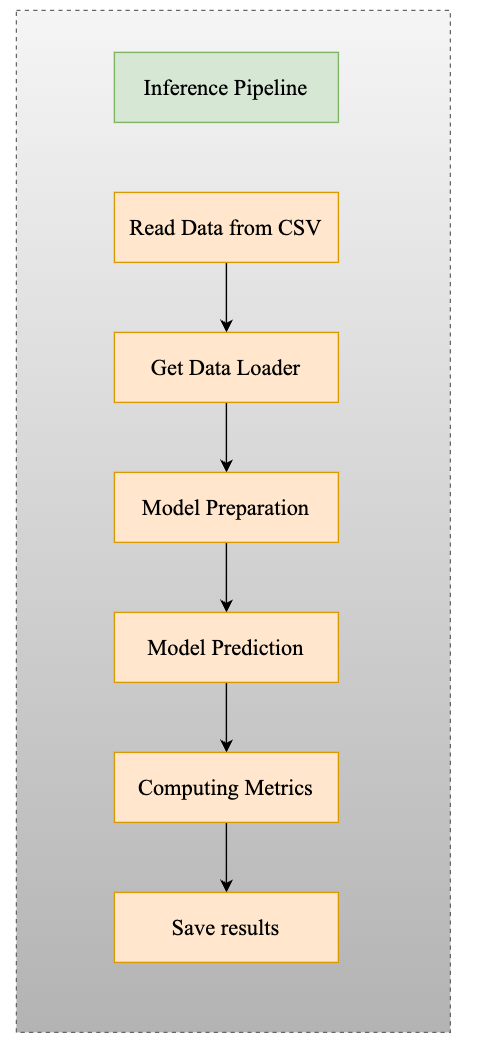 Inference Pipeline
Read Data from CSV
Get Data Loader
Model Preparation
Model Prediction
Computing Metrics
Save results